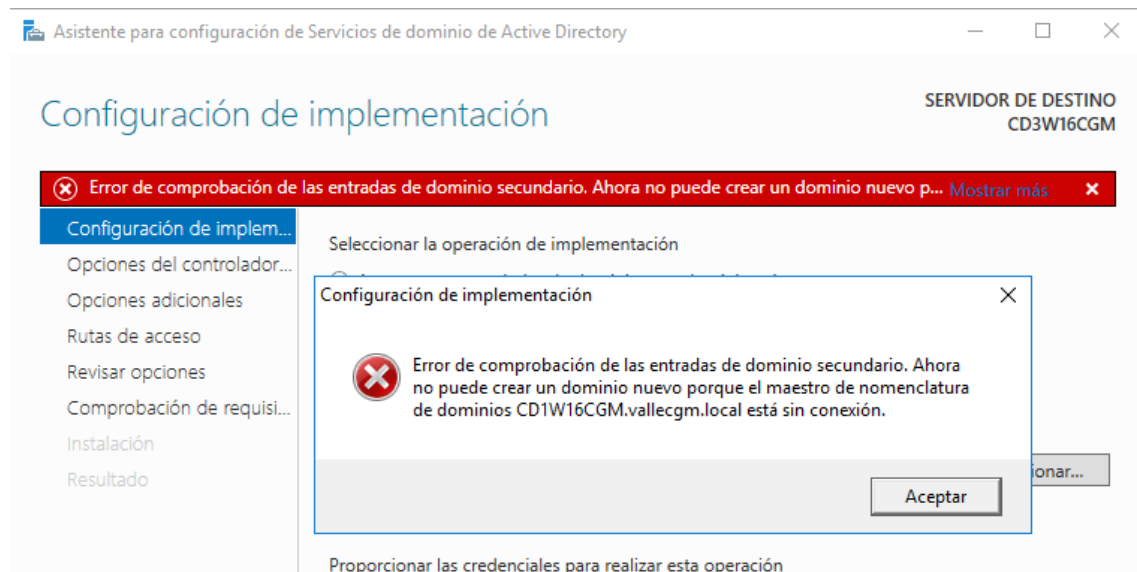 Asistente para configuración de Servicios de dominio de Active Directory
Configuración de implementación
SERVIDOR DE DESTINO
CD3W16CGM
Error de comprobación de las entradas de dominio secundario. Ahora no puede crear un dominio nuevo p... Mostrar más
Configuración de implem...
Opciones del controlador...
Opciones adicionales
Rutas de acceso
Revisar opciones
Comprobación de requisi...
Instalación
Resultado
Seleccionar la operación de implementación
Configuración de implementación
Error de comprobación de las entradas de dominio secundario. Ahora
no puede crear un dominio nuevo porque el maestro de nomenclatura
de dominios CD1W16CGM.vallecgm.local está sin conexión.
ionar...
Aceptar
Proporcionar las credenciales para realizar esta operación